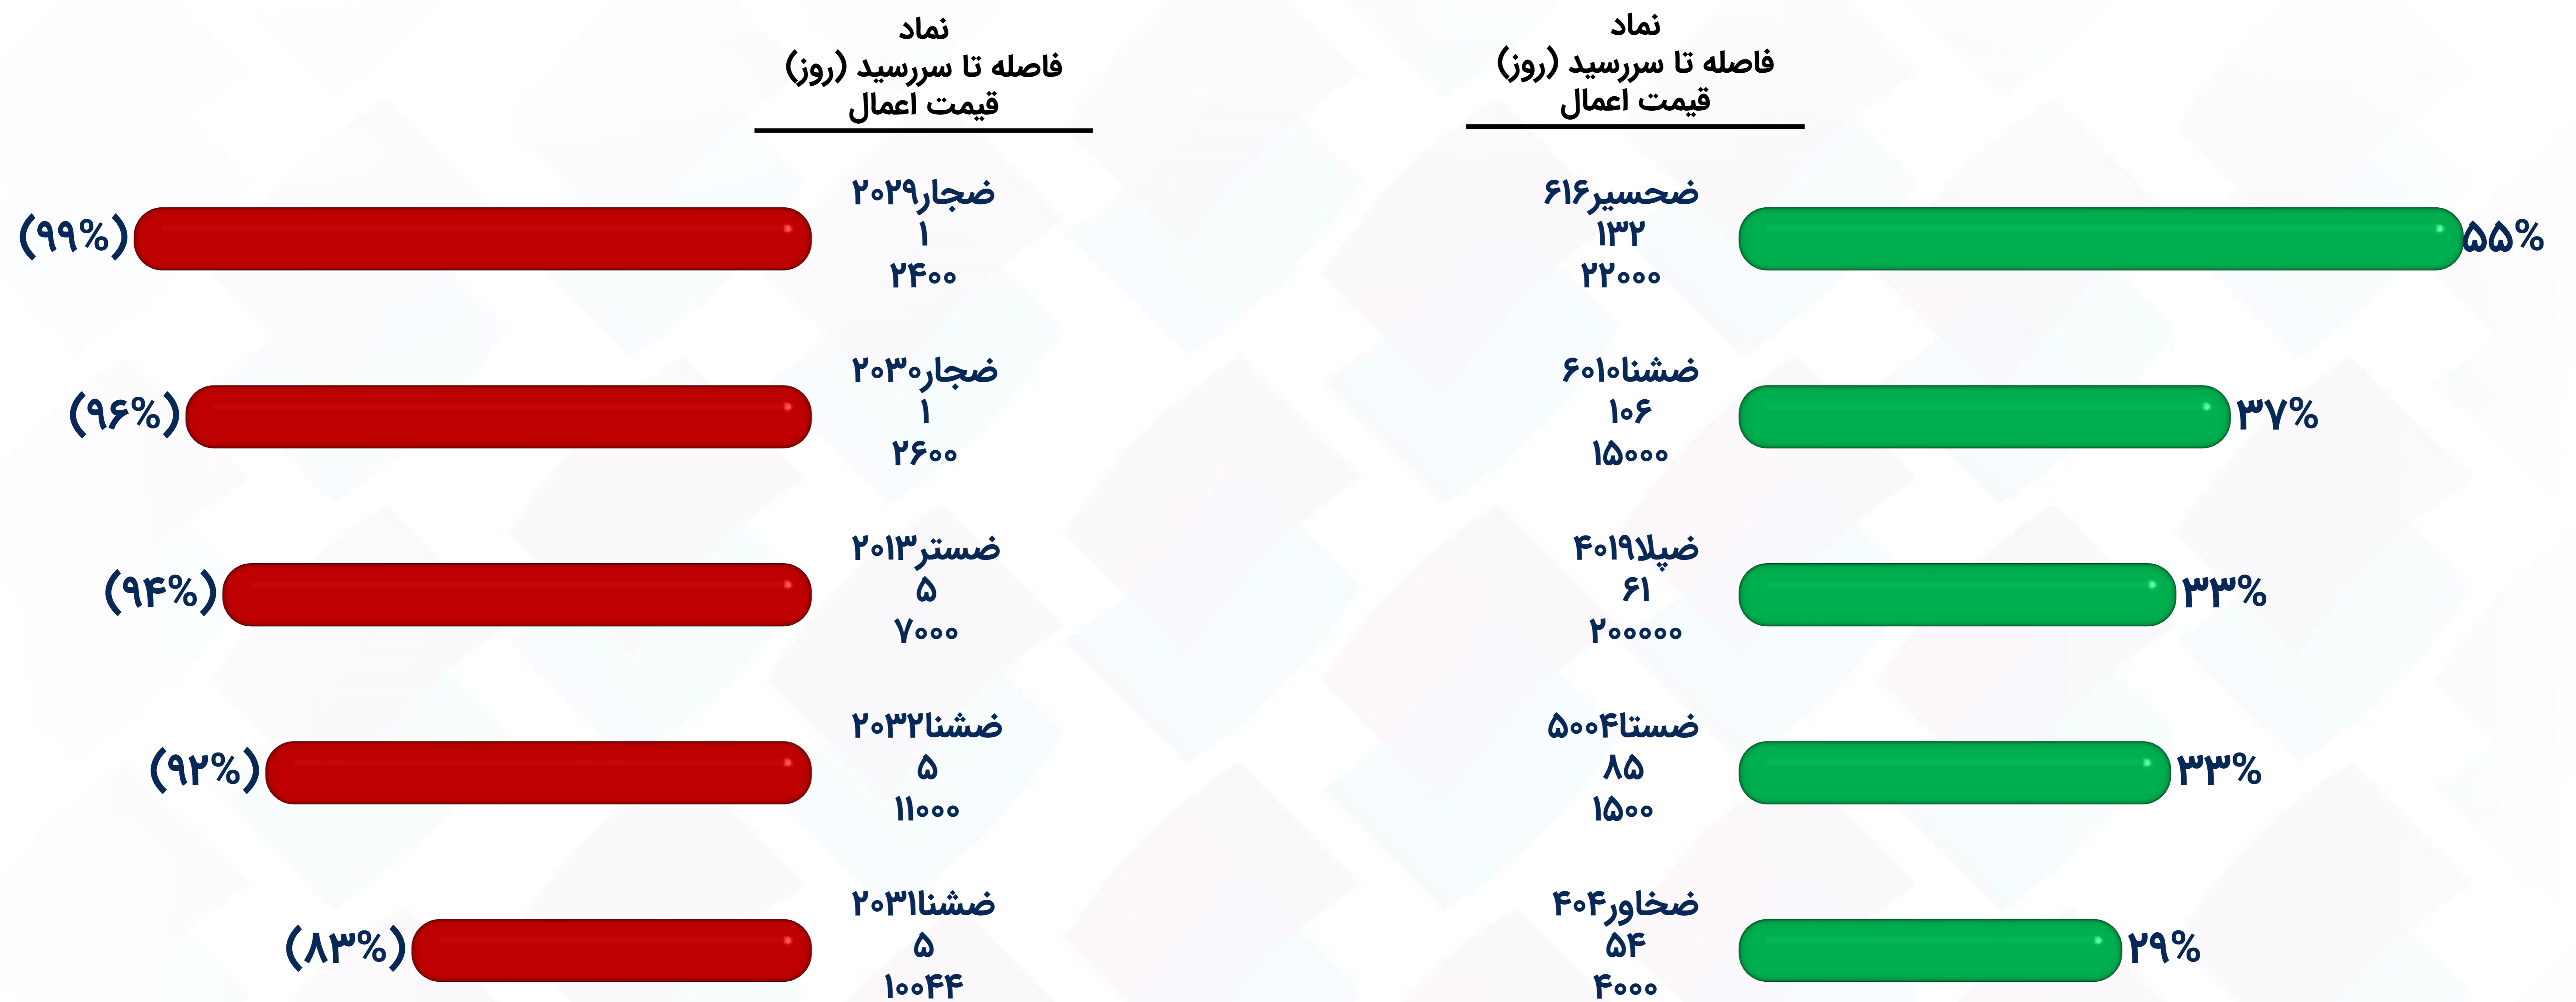 نماد
فاصله تا سررسید (روز)
قیمت اعمال
ضحسیر۶۱۶
۱۳۲
۲۲۰۰۰
۵۵%
ضشنا۶۰۱۰
۱۰۶
۱۵۰۰۰
۳۷%
ضپلا۴۰۱۹
۶۱
۲۰۰۰۰۰
۳۳%
ضستا۵۰۰۴
۸۵
۱۵۰۰
۳۳%
ضخاور۴۰۴
۵۴
۴۰۰۰
۲۹%
نماد
فاصله تا سررسید (روز)
قیمت اعمال
ضجار۲۰۲۹
۱
۲۴۰۰
(۹۹%)
ضجار۲۰۳۰
۱
۲۶۰۰
(۹۶%)
ضستر۲۰۱۳
۵
۷۰۰۰
(۹۴%)
ضشنا۲۰۳۲
۵
۱۱۰۰۰
(۹۲%)
ضشنا۲۰۳۱
۵
۱۰۰۴۴
(۸۳%)